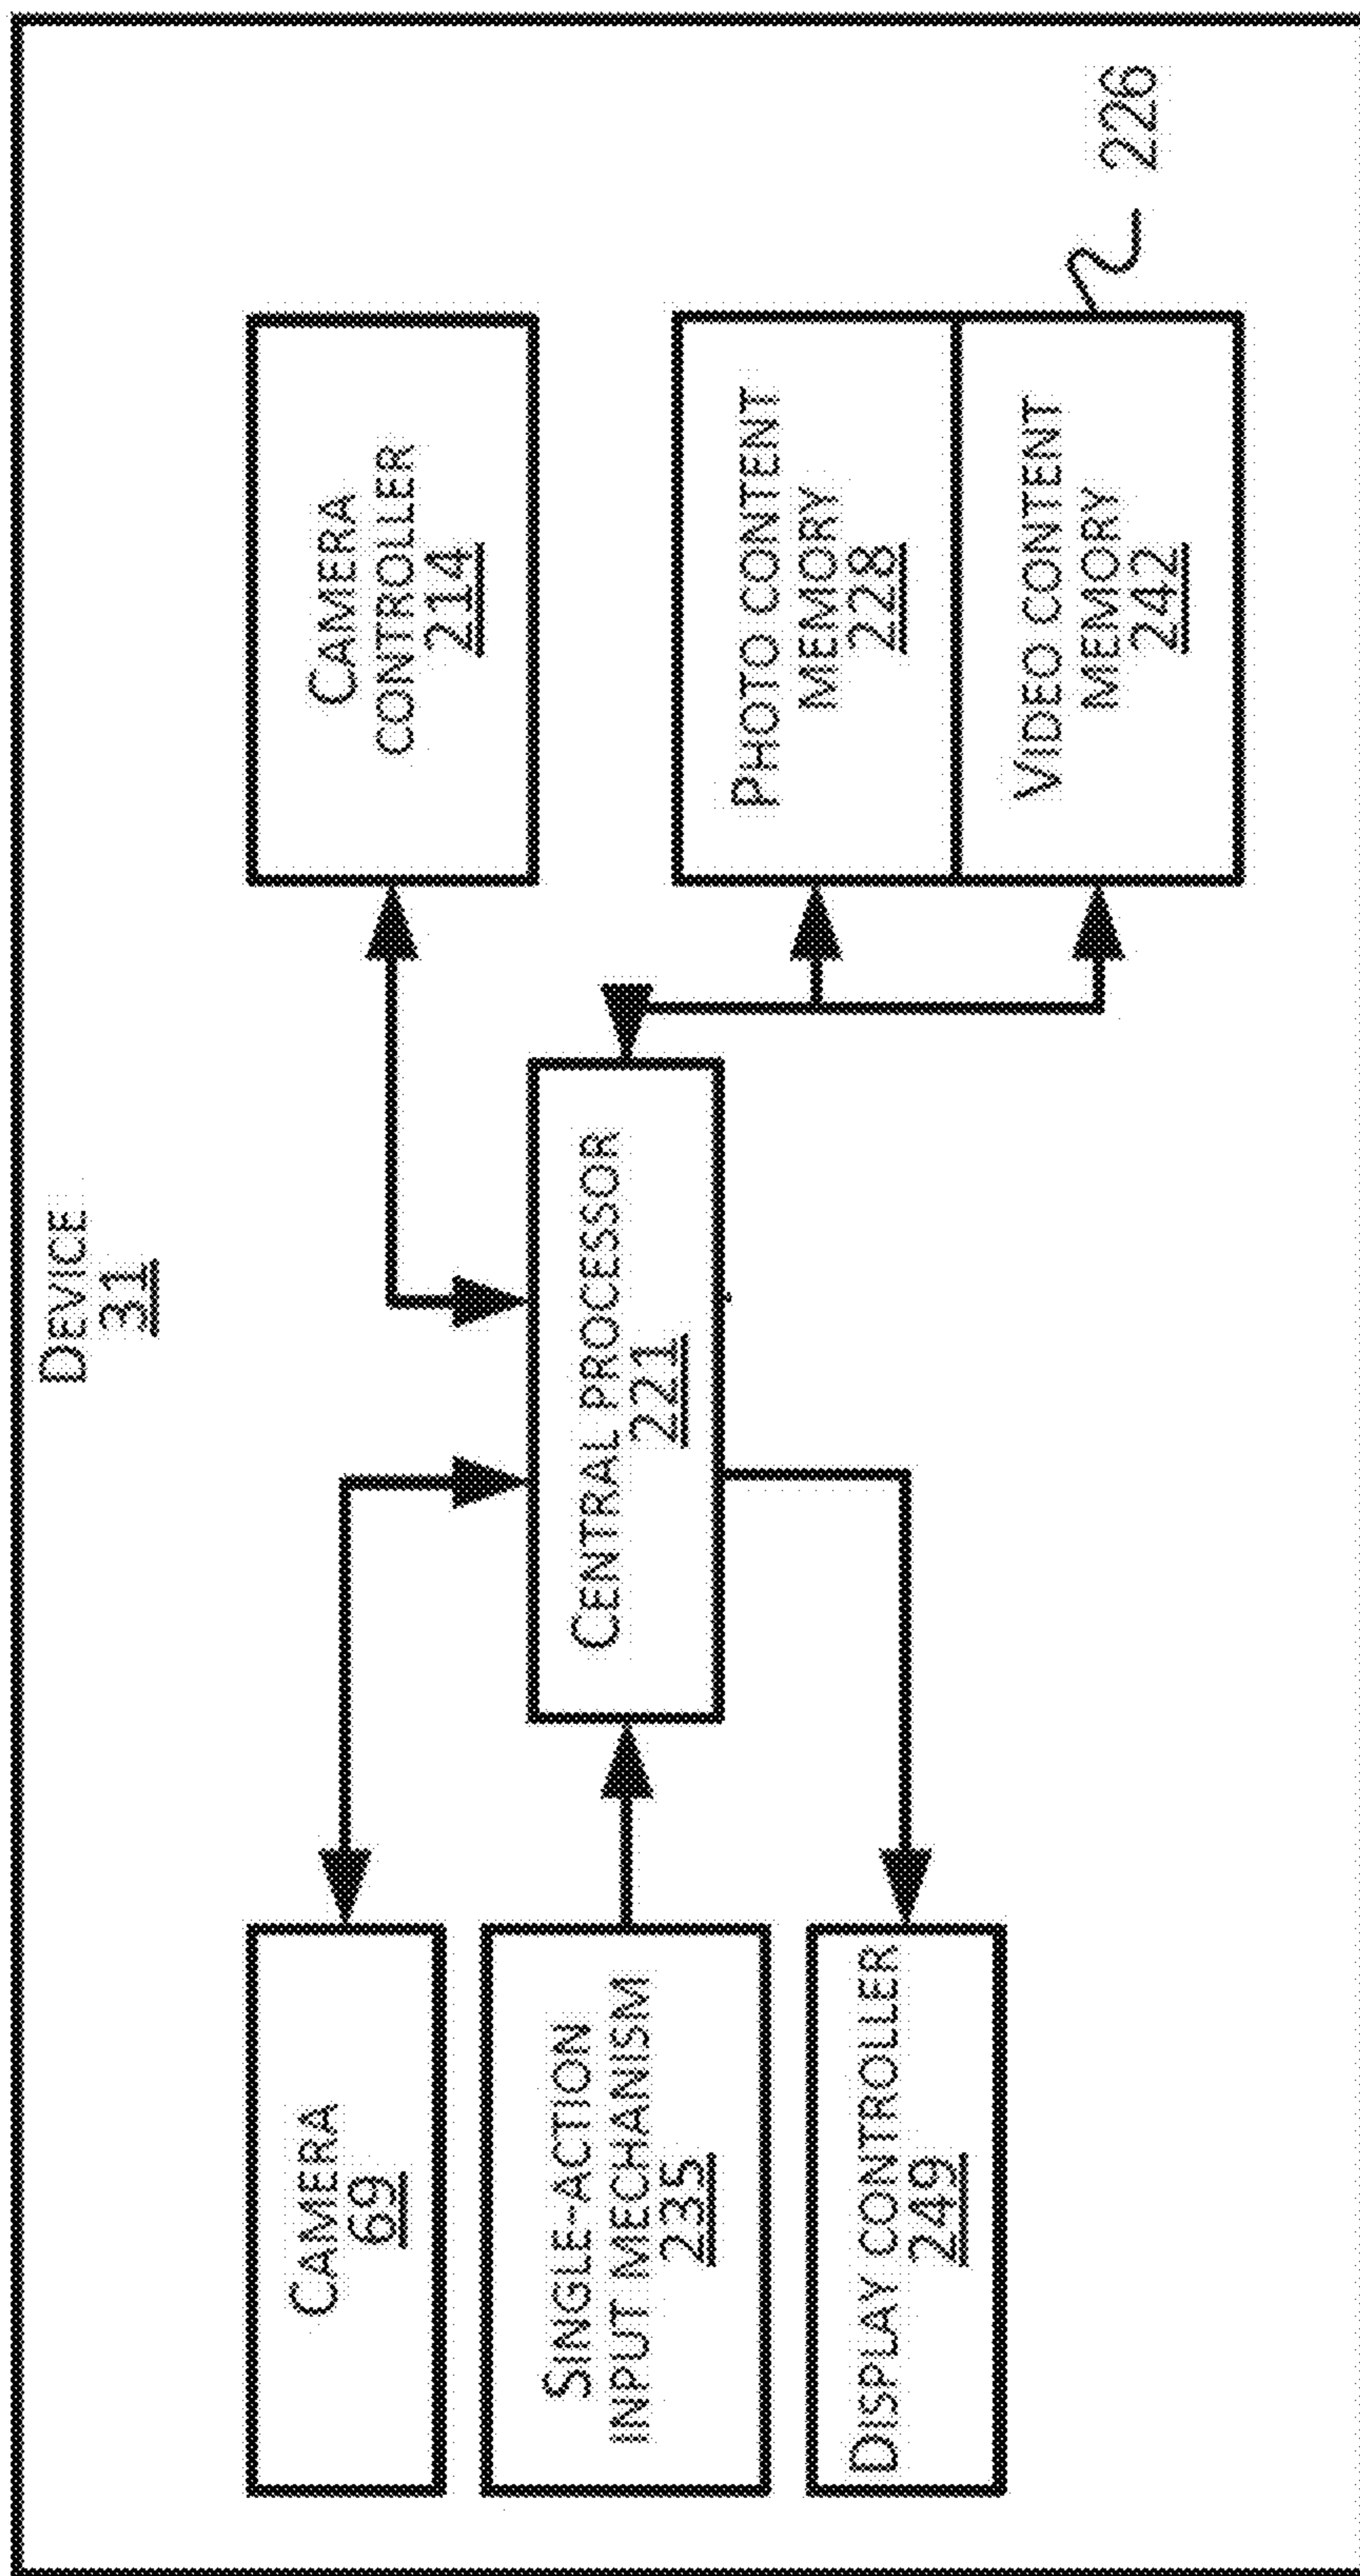 DEVICE
31
CAMERA
69
SINGLE-ACTION
INPUT MECHANISM
235
DISPLAY CONTROLLER
249
CENTRAL PROCESSOR
221
CAMERA
CONTROLLER
214
PHOTO CONTENT
MEMORY
228
VIDEO CONTENT
MEMORY
242
226